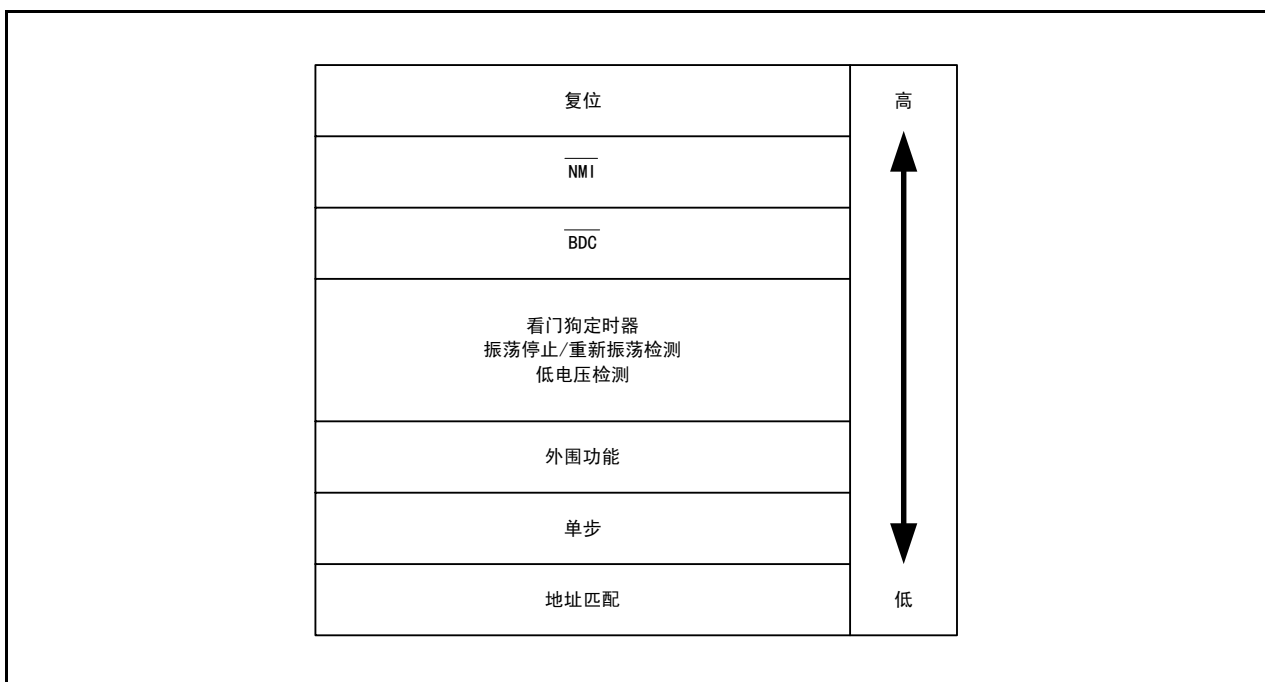 复位
高
NMI
BDC
看门狗定时器
振荡停止/重新振荡检测
低电压检测
外围功能
单步
地址匹配
低